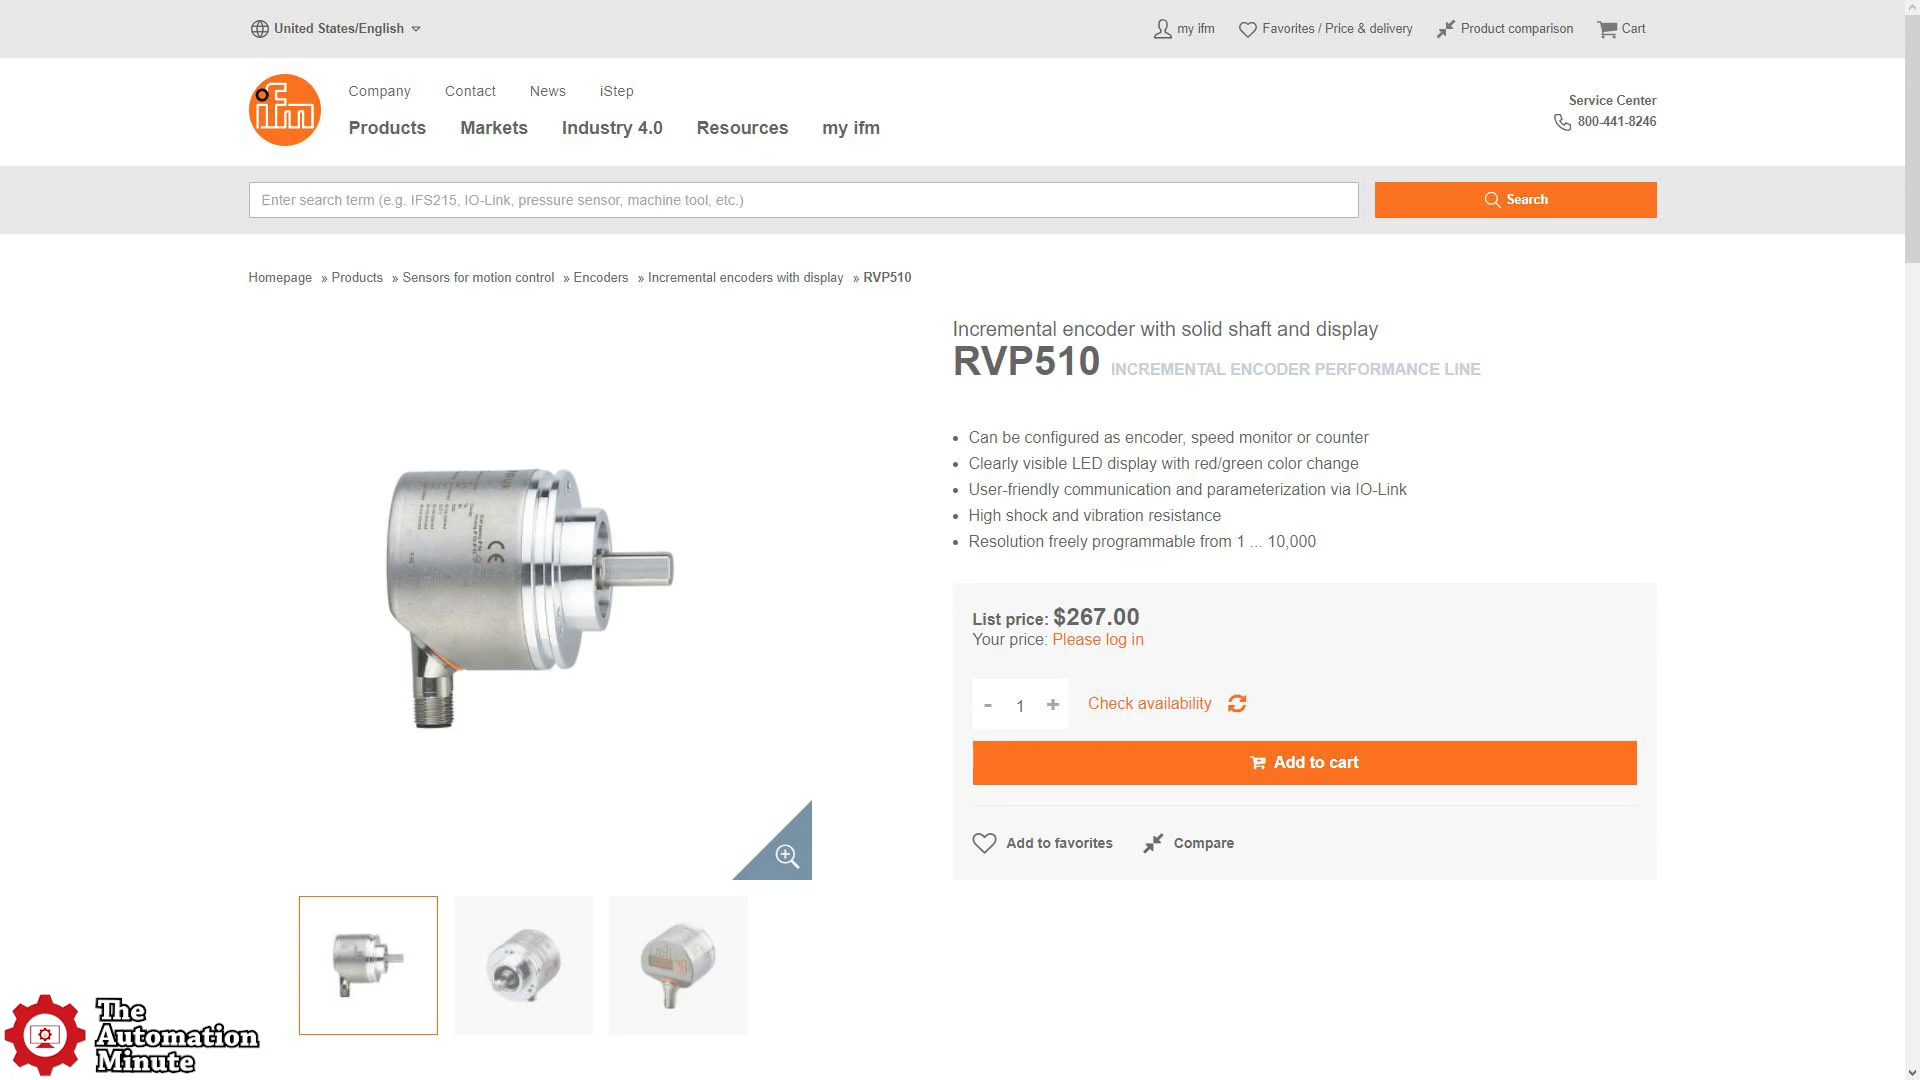 United States/English
my ifm
Favorites / Price & delivery
Product comparison
Cart
ifm
Company
Contact
News
iStep
Products
Markets
Industry 4.0
Resources
my ifm
Service Center
800-441-8246
Enter search term (e.g. IFS215, IO-Link, pressure sensor, machine tool, etc.)
Search
Homepage » Products » Sensors for motion control » Encoders » Incremental encoders with display » RVP510
Incremental encoder with solid shaft and display
RVP510 INCREMENTAL ENCODER PERFORMANCE LINE
• Can be configured as encoder, speed monitor or counter
• Clearly visible LED display with red/green color change
• User-friendly communication and parameterization via IO-Link
• High shock and vibration resistance
• Resolution freely programmable from 1 ... 10,000
List price: $267.00
Your price: Please log in
- 1 +
Check availability
Add to cart
Add to favorites
Compare
CE
The
Automation
Minute